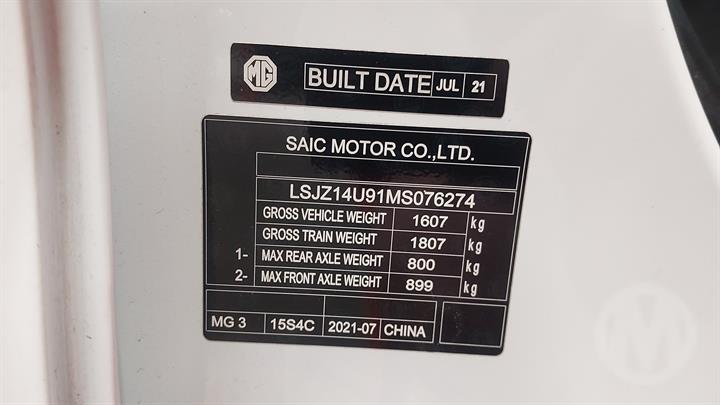 MG BUILT DATE JUL 21
SAIC MOTOR CO.,LTD.
LSJZ14U91MS076274
GROSS VEHICLE WEIGHT 1607 kg
GROSS TRAIN WEIGHT 1807 kg
1- MAX REAR AXLE WEIGHT 800 kg
2- MAX FRONT AXLE WEIGHT 899 kg
MG 3 15S4C 2021-07 CHINA
M